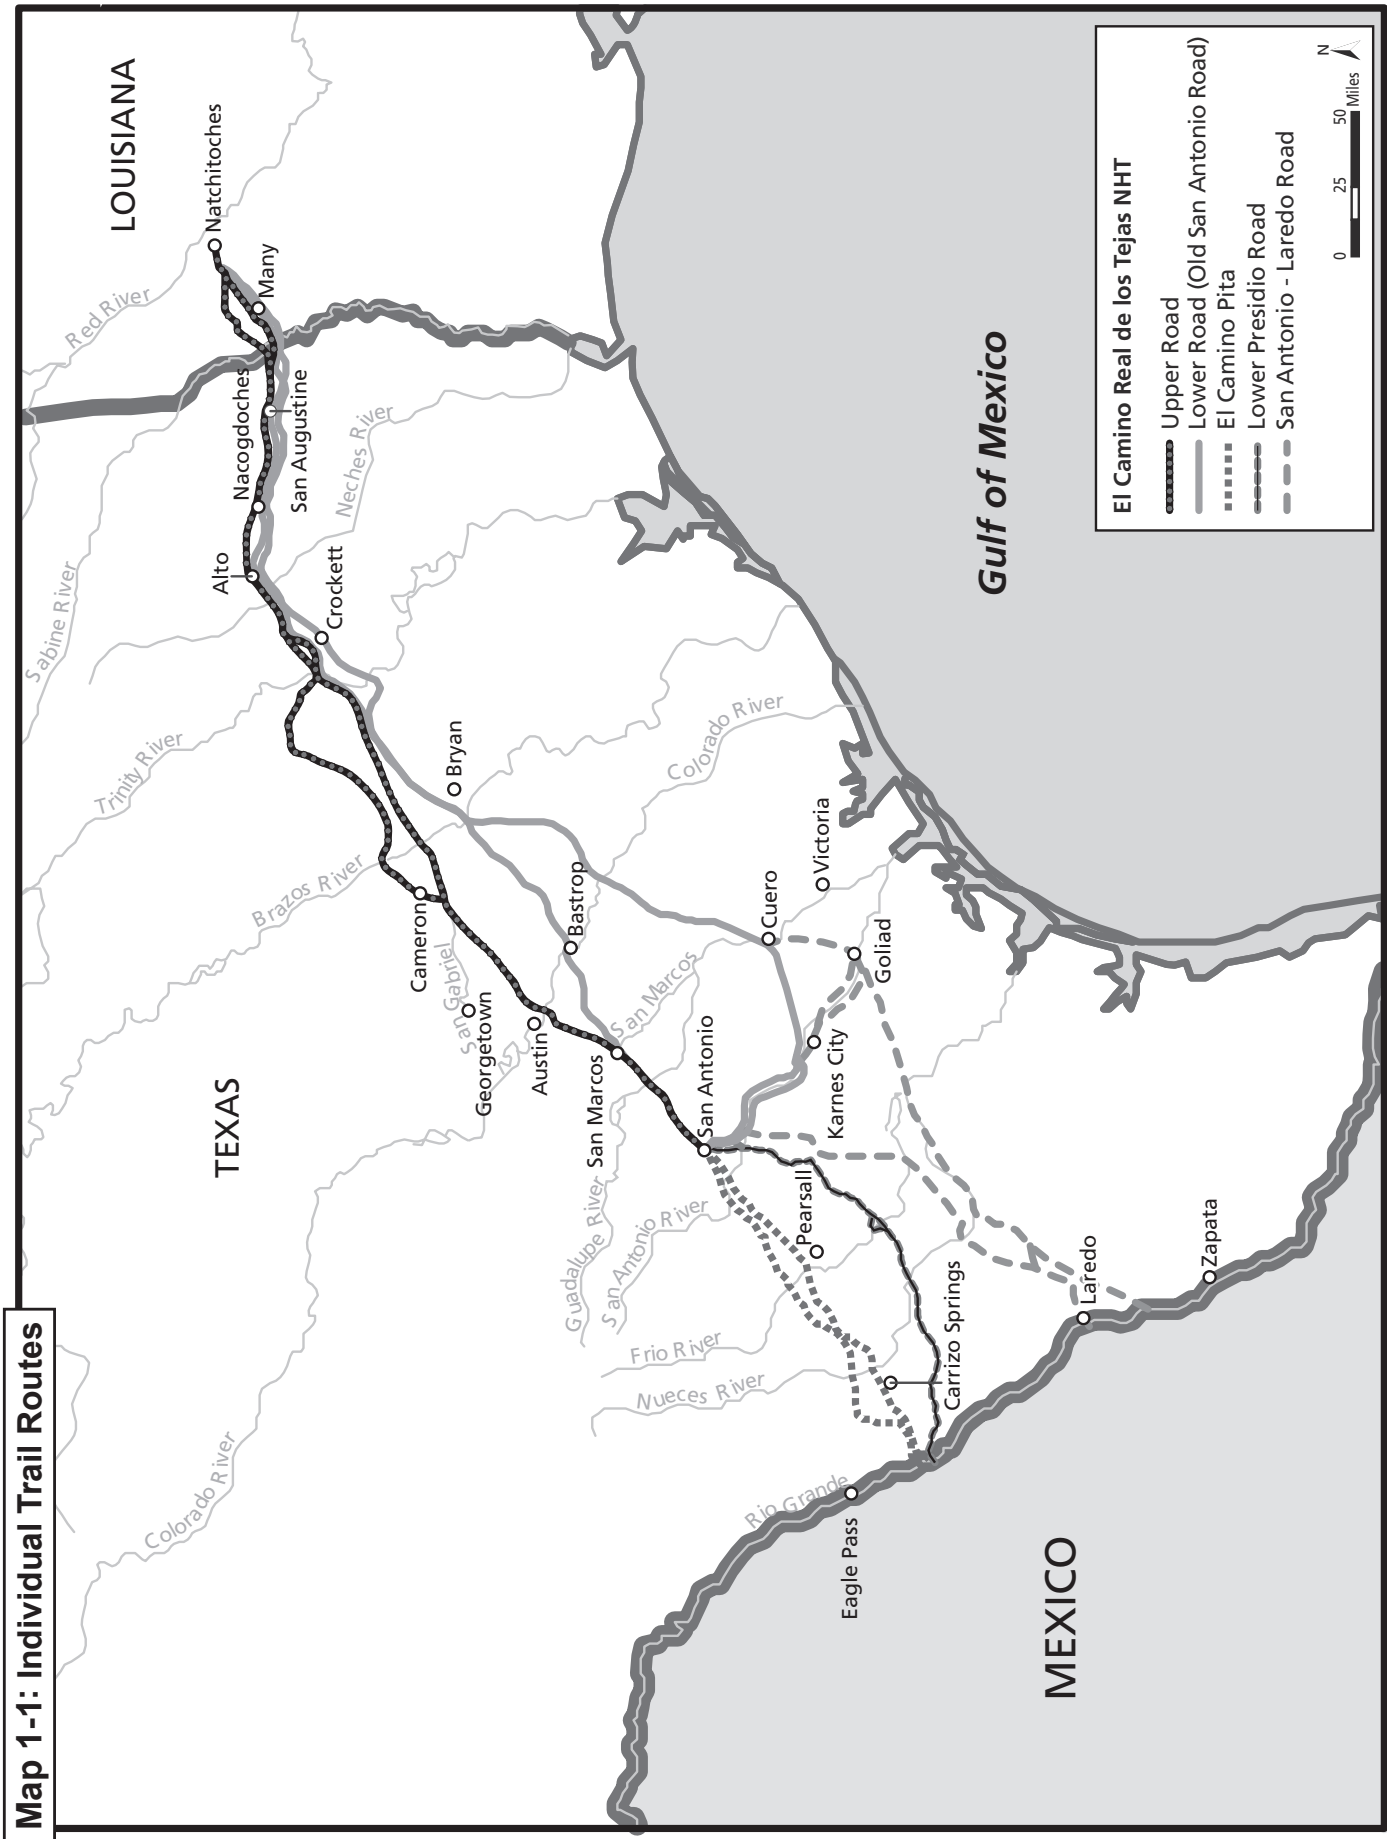 Map 1-1: Individual Trail Routes
LOUISIANA
Natchitoches
Red River
Many
Nacogdoches
San Augustine
Alto
Neches River
Sabine River
Crockett
Trinity River
Bryan
Colorado River
Brazos River
Cameron
San Gabriel
Georgetown
Bastrop
Austin
TEXAS
San Marcos
San Marcos
Cuero
Victoria
Goliad
Karnes City
San Antonio
Guadalupe River
San Antonio River
Pearsall
Frio River
Nueces River
Carrizo Springs
Colorado River
Rio Grande
Eagle Pass
Laredo
Zapata
MEXICO
Gulf of Mexico
El Camino Real de los Tejas NHT
Upper Road
Lower Road (Old San Antonio Road)
El Camino Pita
Lower Presidio Road
San Antonio - Laredo Road
0 25 50
Miles
N